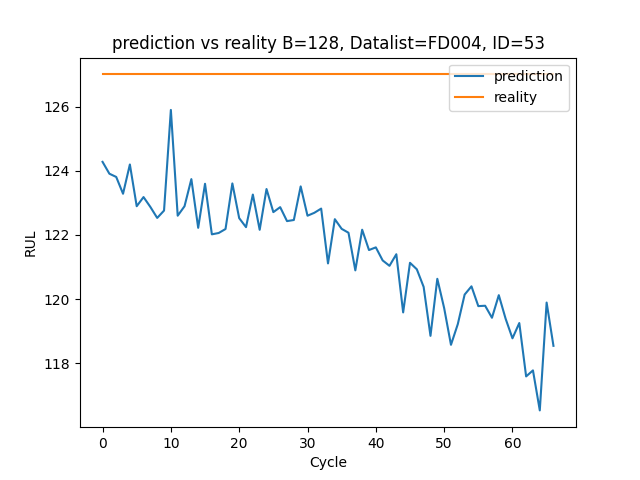 prediction vs reality B=128, Datalist=FD004, ID=53
prediction
reality
126
124
122
120
118
RUL
0 10 20 30 40 50 60
Cycle